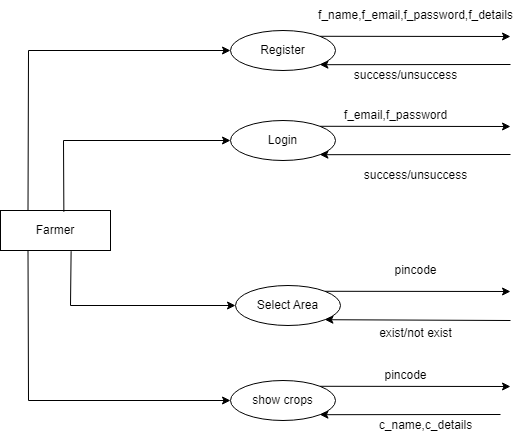 f_name,f_email,f_password,f_details
Register
success/unsuccess
f_email,f_password
Login
success/unsuccess
Farmer
pincode
Select Area
exist/not exist
pincode
show crops
c_name,c_details